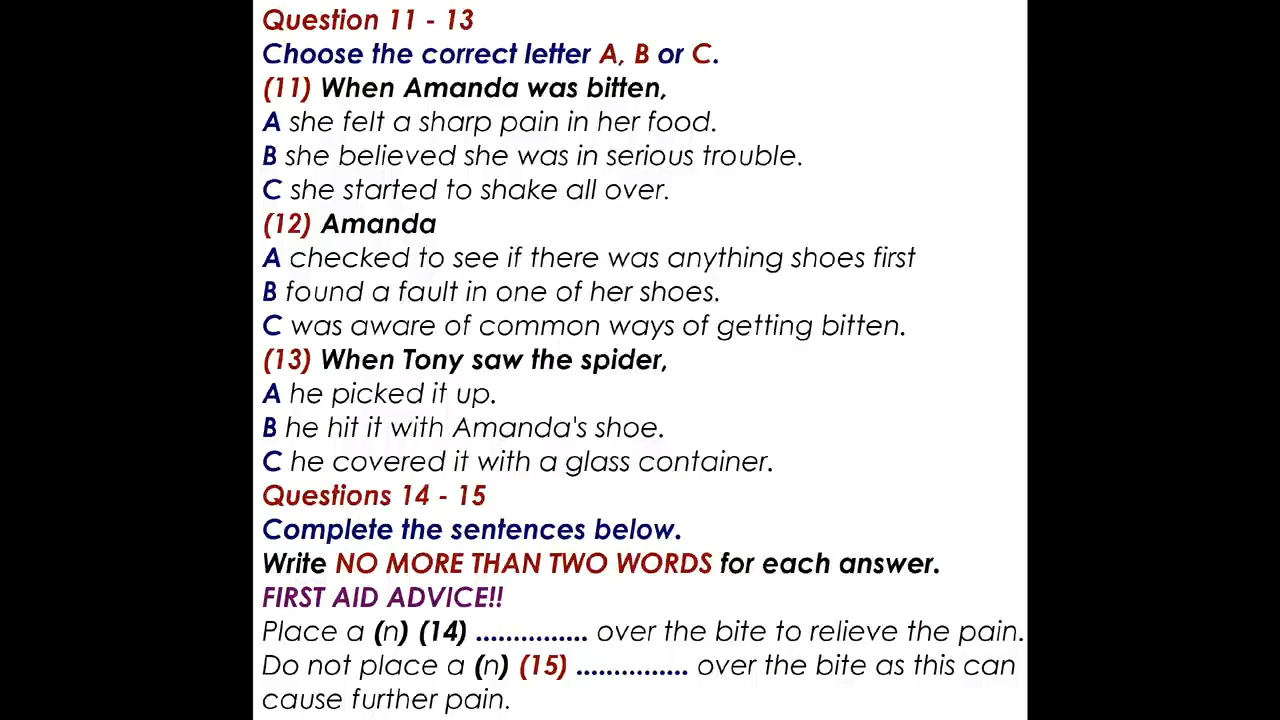 Question 11 - 13
Choose the correct letter A, B or C.
(11) When Amanda was bitten,
A she felt a sharp pain in her food.
B she believed she was in serious trouble.
C she started to shake all over.
(12) Amanda
A checked to see if there was anything shoes first
B found a fault in one of her shoes.
C was aware of common ways of getting bitten.
(13) When Tony saw the spider,
A he picked it up.
B he hit it with Amanda's shoe.
C he covered it with a glass container.
Questions 14 - 15
Complete the sentences below.
Write NO MORE THAN TWO WORDS for each answer.
FIRST AID ADVICE!!
Place a (n) (14) ............... over the bite to relieve the pain.
Do not place a (n) (15) ............... over the bite as this can
cause further pain.